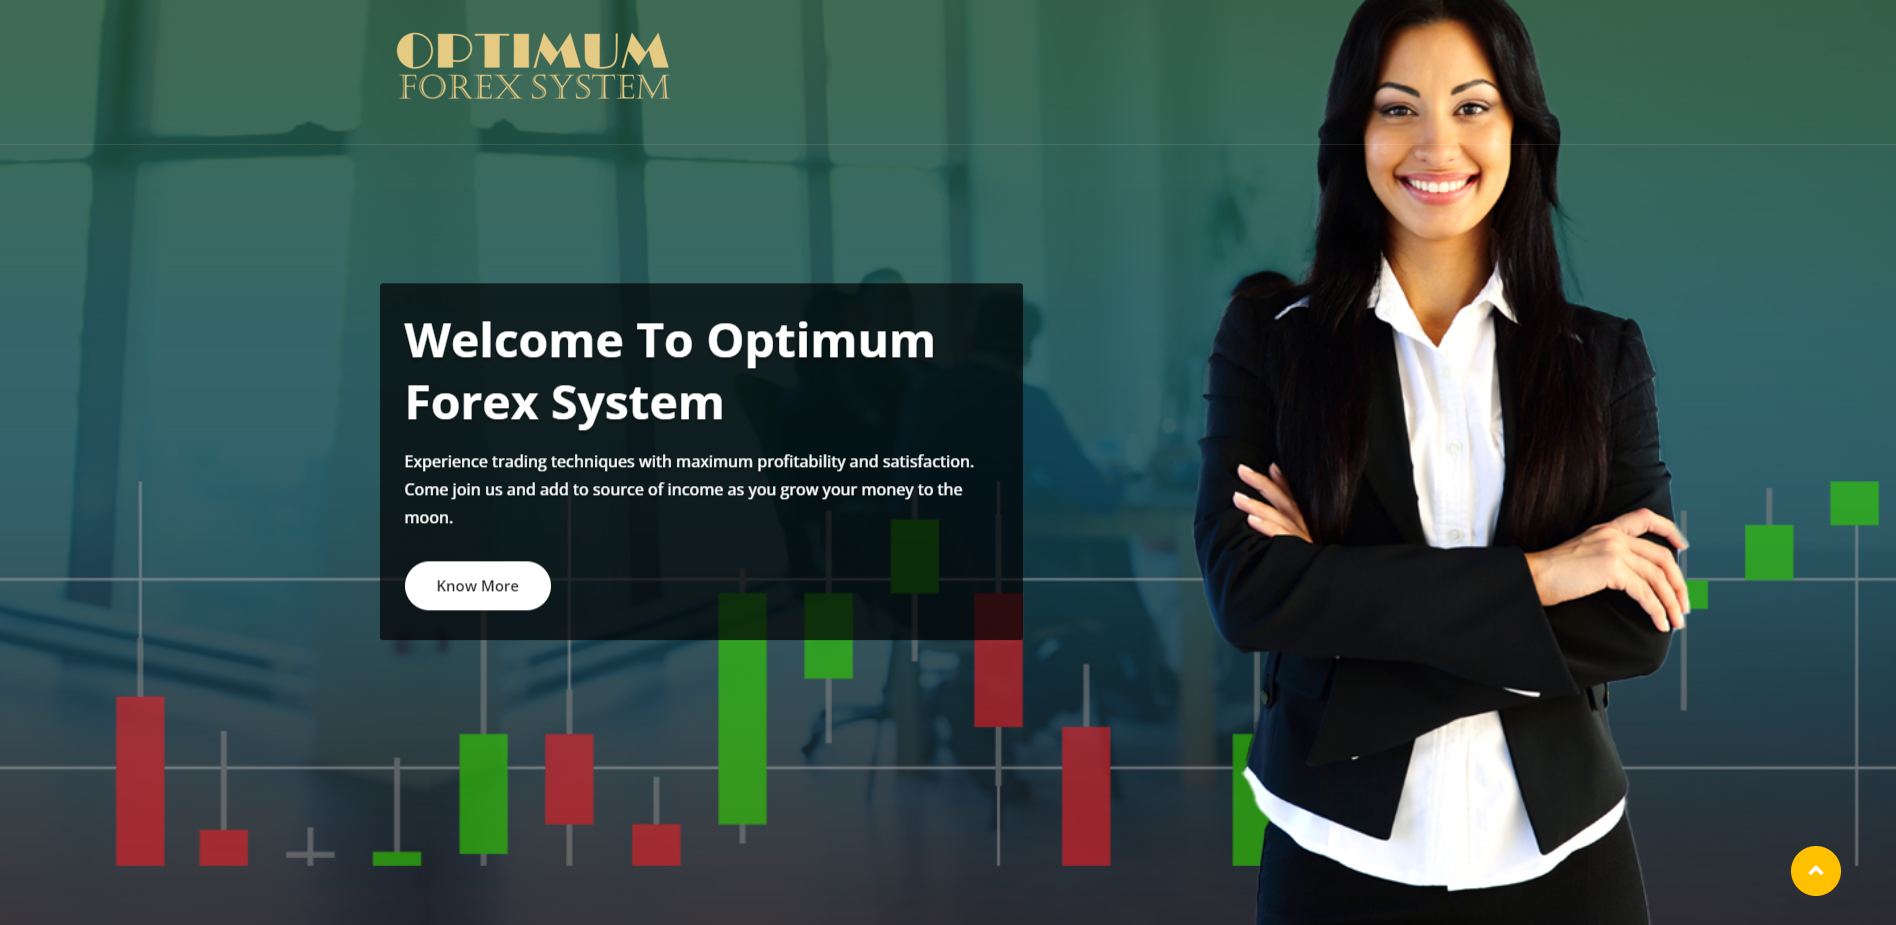 OPTIMUM
FOREX SYSTEM
Welcome To Optimum
Forex System
Experience trading techniques with maximum profitability and satisfaction.
Come join us and add to source of income as you grow your money to the
moon.
Know More